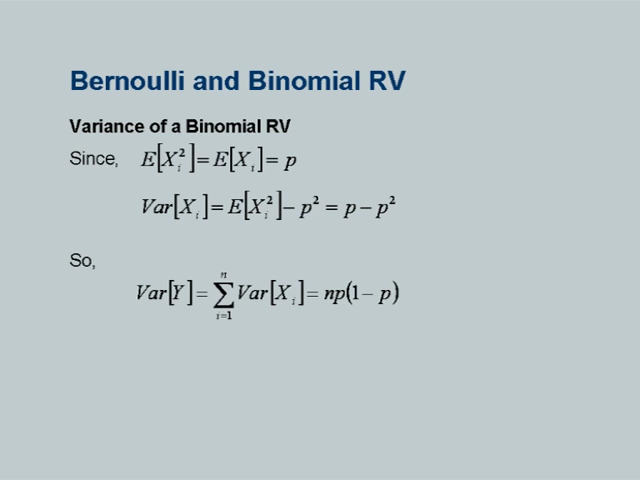 Bernoulli and Binomial RV
Variance of a Binomial RV
Since, E[X_i^2] = E[X_i] = p
Var[X_i] = E[X_i^2] - p^2 = p - p^2
So,
Var[Y] = \sum_{i=1}^{n} Var[X_i] = np(1 - p)